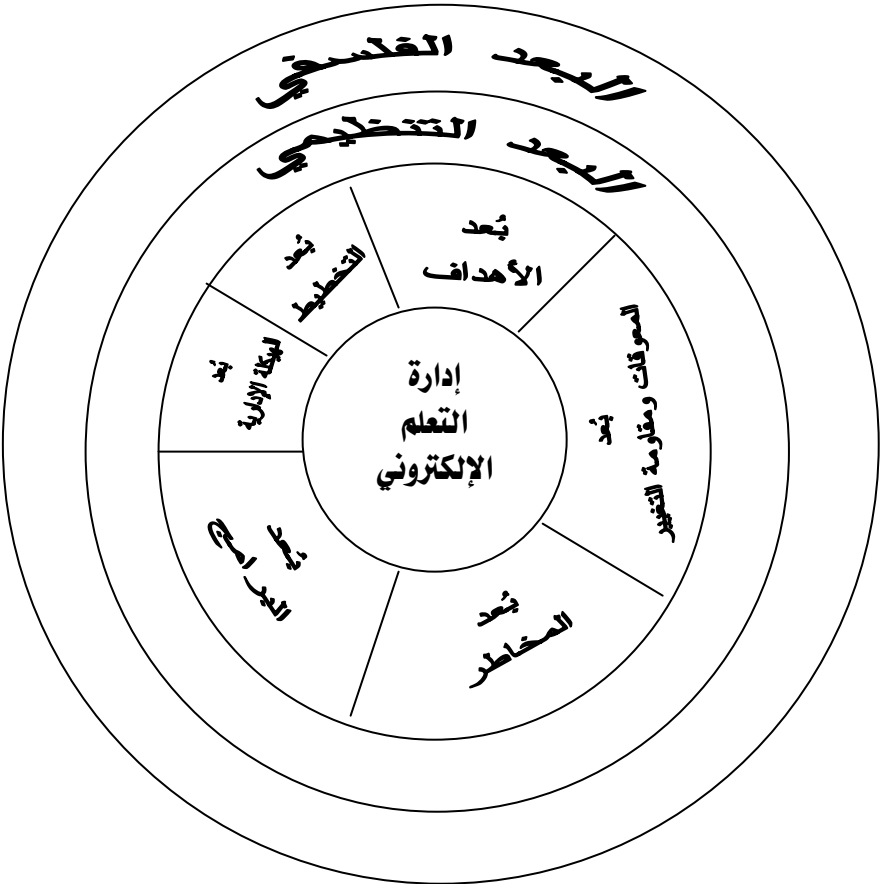 البعد الفلسفي
البعد التنظيمي
بُعد
الأهداف
بُعد
المعوقات ومقاومة التغيير
بُعد
المخاطر
بُعد
البرامج
بُعد
الهيكلة الإدارية
بُعد
التخطيط
إدارة
التعلم
الإلكتروني